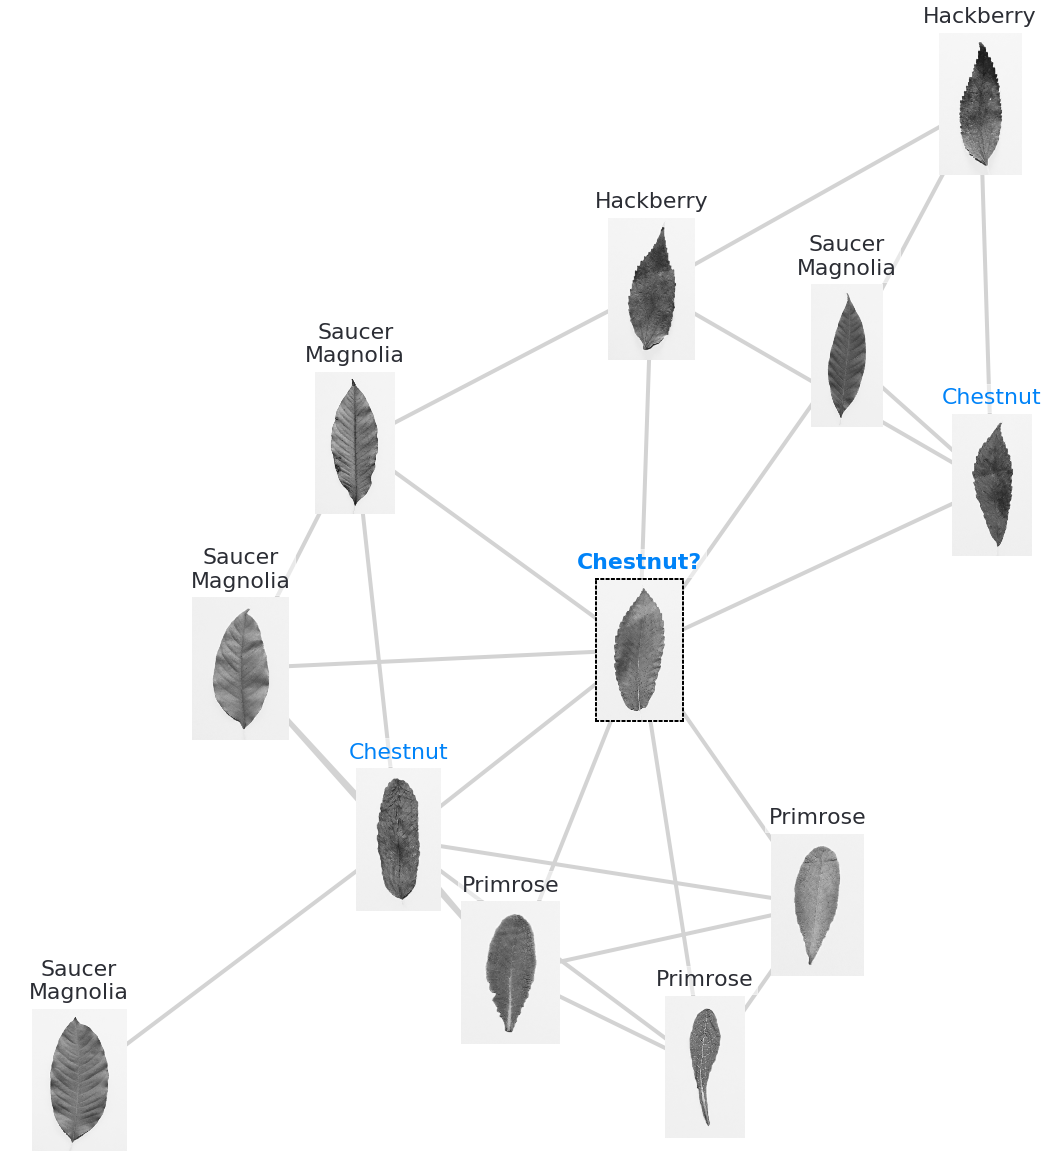 Hackberry
Hackberry
Saucer
Magnolia
Saucer
Magnolia
Chestnut
Saucer
Magnolia
Chestnut?
Chestnut
Primrose
Primrose
Saucer
Magnolia
Primrose